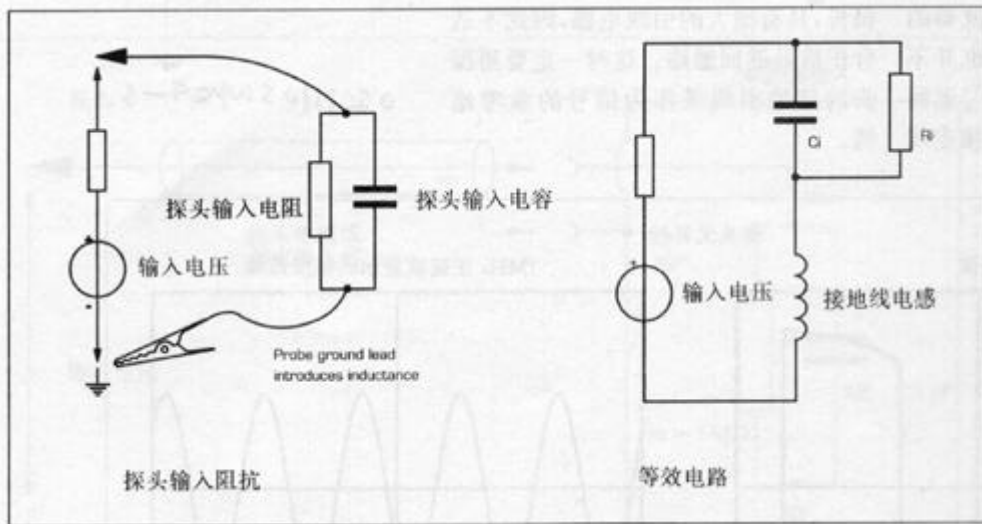 探头输入电阻
探头输入电容
输入电压
Probe ground lead
introduces inductance
探头输入阻抗
Ci
Ri
输入电压
接地线电感
等效电路